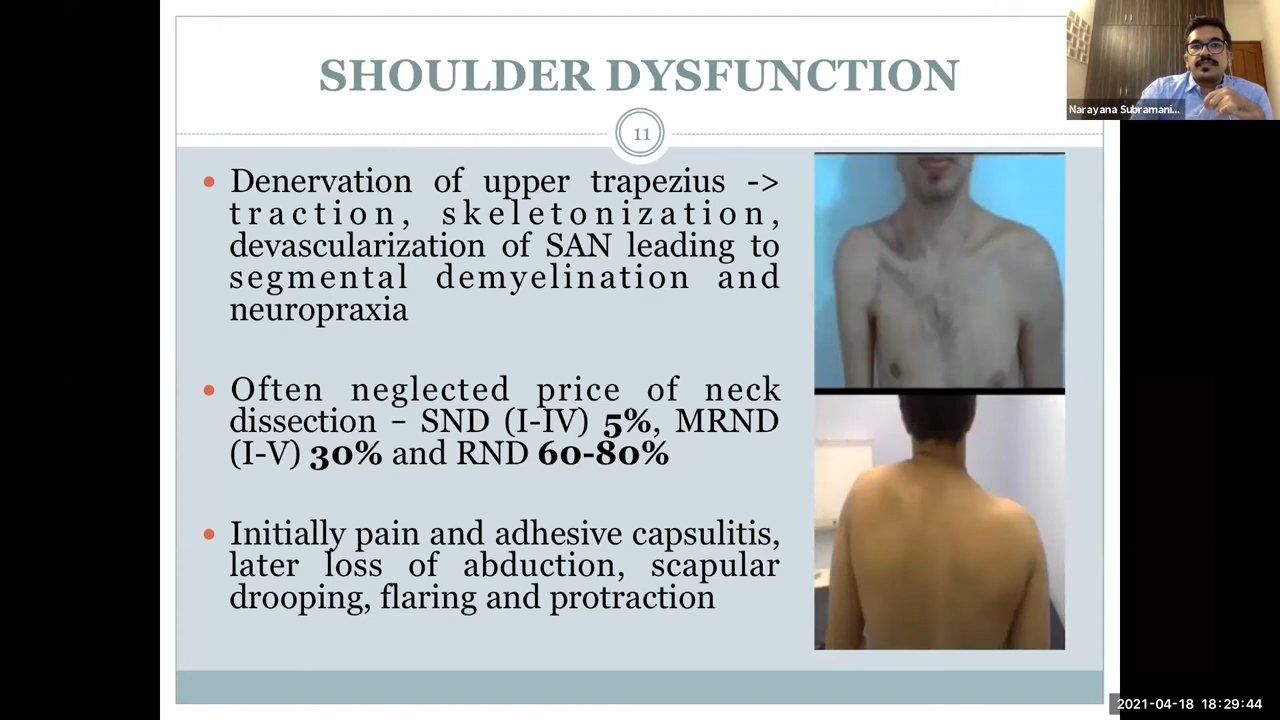 SHOULDER DYSFUNCTION
11
• Denervation of upper trapezius ->
traction, skeletonization,
devascularization of SAN leading to
segmental demyelination and
neuropraxia
• Often neglected price of neck
dissection – SND (I-IV) 5%, MRND
(I-V) 30% and RND 60-80%
• Initially pain and adhesive capsulitis,
later loss of abduction, scapular
drooping, flaring and protraction
Narayana Subramani...
2021-04-18 18:29:44